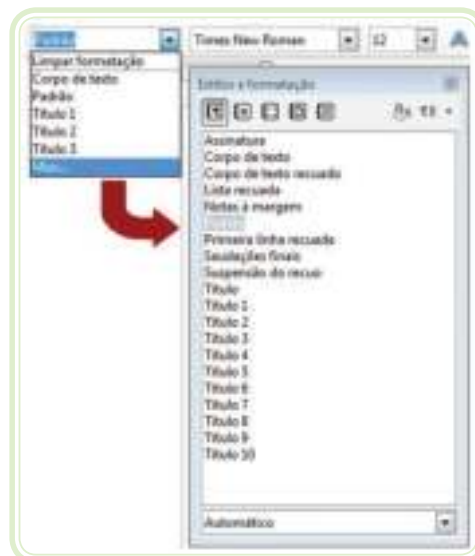 Padrão
Times New Roman
12
Limpar formatação
Corpo de texto
Padrão
Título 1
Título 2
Título 3
Mais...
Estilos e formatação
Assinatura
Corpo de texto
Corpo de texto recuado
Lista recuada
Notas à margem
Primeira linha recuada
Saudações finais
Suspensão do recuo
Título
Título 1
Título 2
Título 3
Título 4
Título 5
Título 6
Título 7
Título 8
Título 9
Título 10
Automático